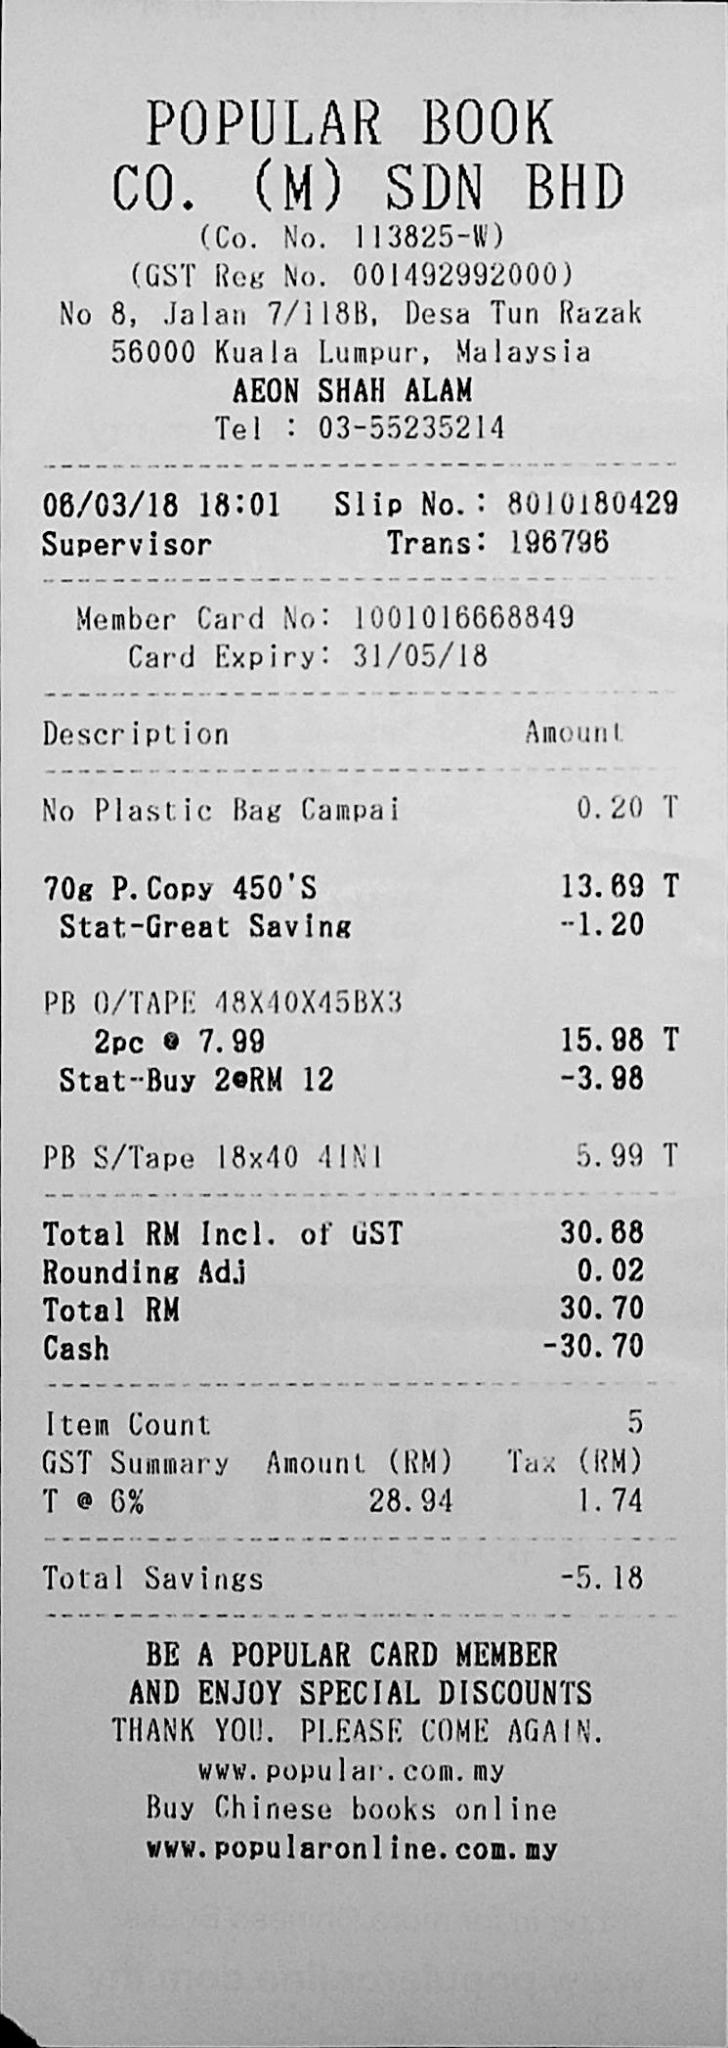 POPULAR BOOK
CO. (M) SDN BHD
(Co. No. 113825-W)
(GST Reg No. 001492992000)
No 8, Jalan 7/118B, Desa Tun Razak
56000 Kuala Lumpur, Malaysia
AEON SHAH ALAM
Tel : 03-55235214
06/03/18 18:01 Slip No.: 8010180429
Supervisor Trans: 196796
Member Card No: 1001016668849
Card Expiry: 31/05/18
Description Amount
No Plastic Bag Campai 0.20 T
70g P.Copy 450'S 13.69 T
Stat-Great Saving -1.20
PB O/TAPE 48X40X45BX3
2pc @ 7.99 15.98 T
Stat-Buy 2@RM 12 -3.98
PB S/Tape 18x40 4IN1 5.99 T
Total RM Incl. of GST 30.68
Rounding Adj 0.02
Total RM 30.70
Cash -30.70
Item Count 5
GST Summary Amount (RM) Tax (RM)
T @ 6% 28.94 1.74
Total Savings -5.18
BE A POPULAR CARD MEMBER
AND ENJOY SPECIAL DISCOUNTS
THANK YOU. PLEASE COME AGAIN.
www.popular.com.my
Buy Chinese books online
www.popularonline.com.my